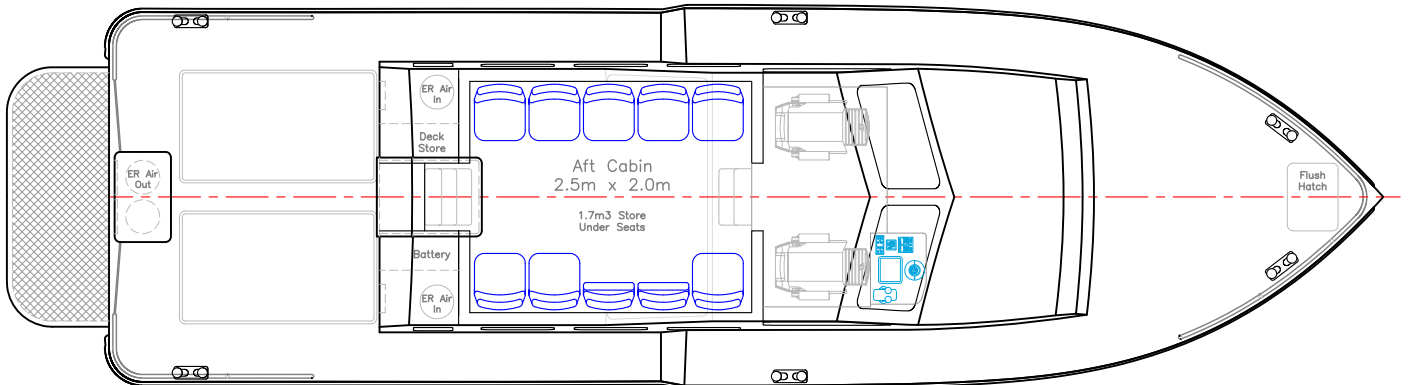 ER Air
In
Deck
Store
ER Air
Out
Aft Cabin
2.5m x 2.0m
1.7m3 Store
Under Seats
Flush
Hatch
Battery
ER Air
In